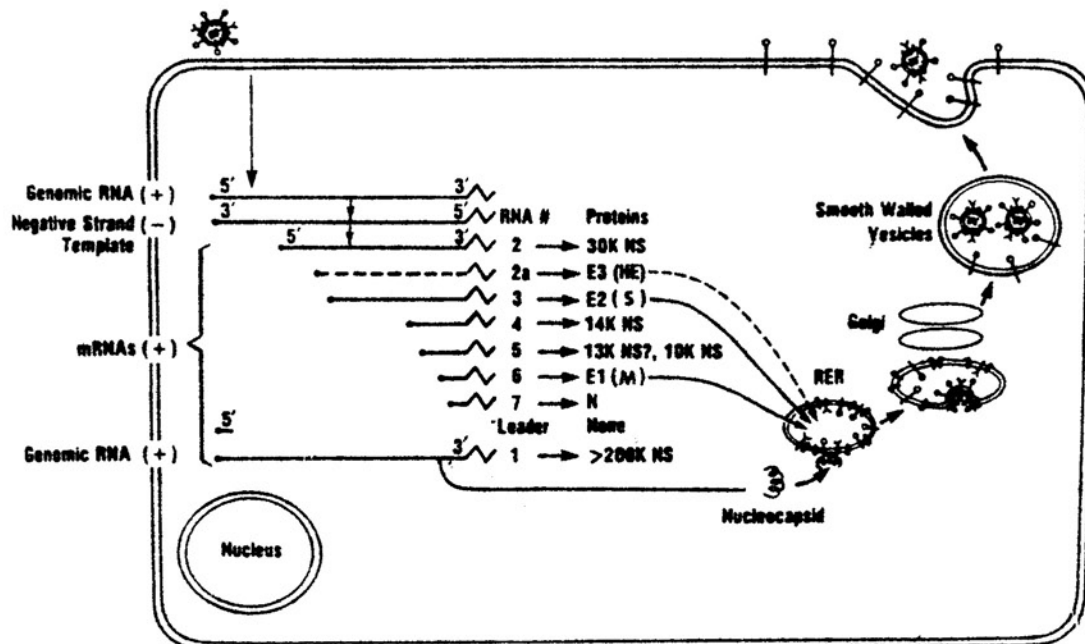 5′ 3′
Genomic RNA (+)
3′ 5′ RNA # Proteins
Negative Strand (−)
Template
5′ 3′ 2 30K NS
2a E3 (HE)
3 E2 ( S )
4 14K NS
mRNAs (+)
5 13K NS?, 10K NS
6 E1 ( M )
7 N
5′ Leader None
Genomic RNA (+) 3′ 1 >200K NS
Nucleocapsid
Nucleus
RER
Golgi
Smooth Walled
Vesicles